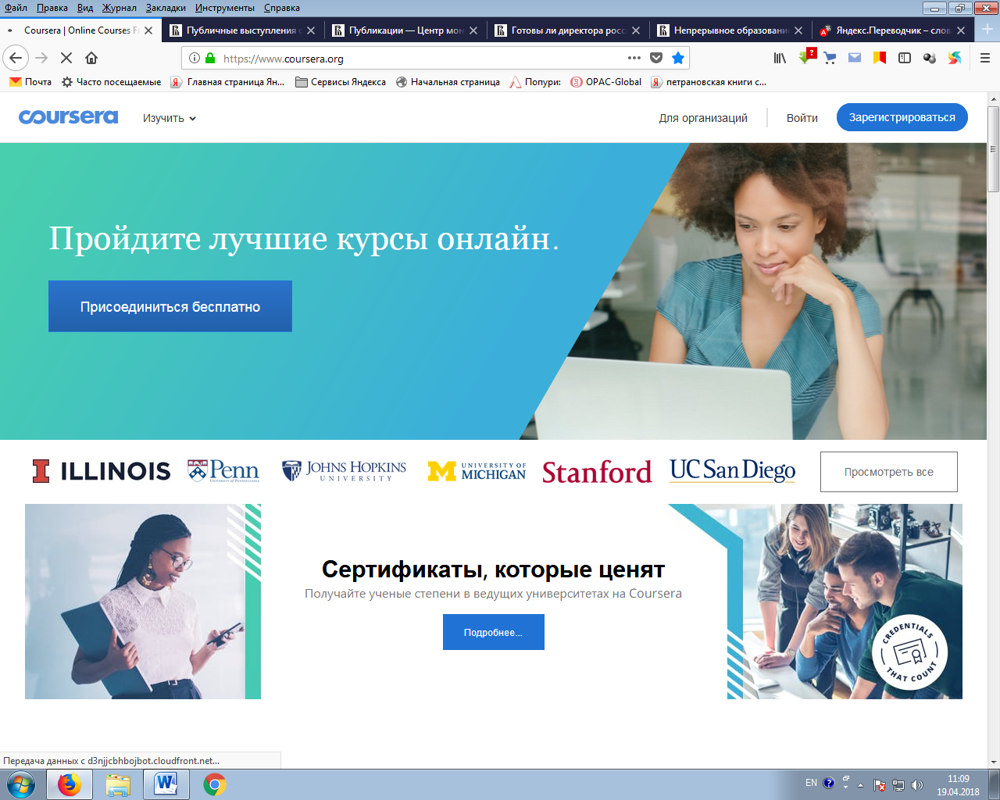 Файл Правка Вид Журнал Закладки Инструменты Справка
Coursera | Online Courses F
Публичные выступления
Публикации — Центр мон
Готовы ли директора росс
Непрерывное образовани
Яндекс.Переводчик – слов
https://www.coursera.org
Почта Часто посещаемые Главная страница Ян... Сервисы Яндекса Начальная страница Попури: OPAC-Global петрановская книги с...
coursera Изучить Для организаций Войти Зарегистрироваться
Пройдите лучшие курсы онлайн.
Присоединиться бесплатно
I ILLINOIS
Penn
UNIVERSITY of PENNSYLVANIA
JOHNS HOPKINS
UNIVERSITY
M UNIVERSITY OF
MICHIGAN
Stanford
UC San Diego
Просмотреть все
Сертификаты, которые ценят
Получайте ученые степени в ведущих университетах на Coursera
Подробнее...
CREDENTIALS
THAT COUNT
Передача данных с d3njjcbhbojbot.cloudfront.net...
EN
11:09
19.04.2018